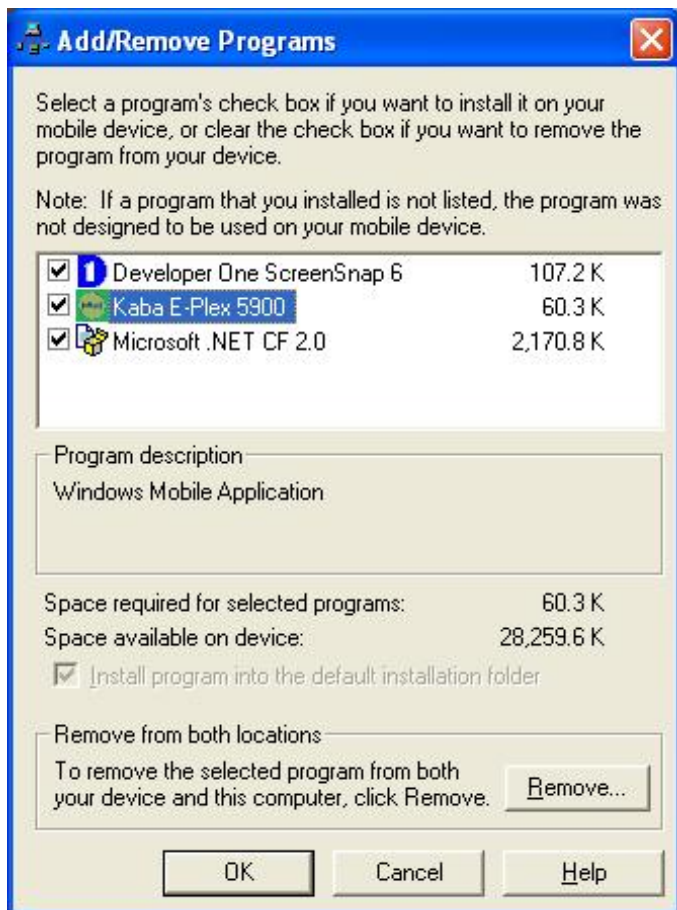 Add/Remove Programs
Select a program's check box if you want to install it on your
mobile device, or clear the check box if you want to remove the
program from your device.
Note: If a program that you installed is not listed, the program was
not designed to be used on your mobile device.
Developer One ScreenSnap 6 107.2 K
Kaba E-Plex 5900 60.3 K
Microsoft .NET CF 2.0 2,170.8 K
Program description
Windows Mobile Application
Space required for selected programs: 60.3 K
Space available on device: 28,259.6 K
Install program into the default installation folder
Remove from both locations
To remove the selected program from both
your device and this computer, click Remove.
Remove...
OK Cancel Help